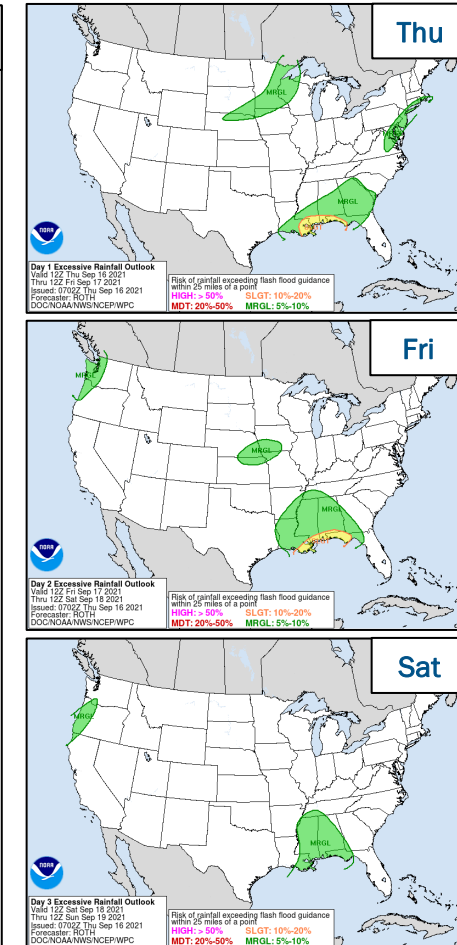 Thu
MRGL
MRGL
NOAA
Day 1 Excessive Rainfall Outlook
Valid 12Z Thu Sep 16 2021
Thru 12Z Fri Sep 17 2021
Issued: 0702Z Thu Sep 16 2021
Forecaster: ROTH
DOC/NOAA/NWS/NCEP/WPC
Risk of rainfall exceeding flash flood guidance
within 25 miles of a point
HIGH: > 50% SLGT: 10%-20%
MDT: 20%-50% MRGL: 5%-10%
Fri
MRGL
MRGL
MRGL
NOAA
Day 2 Excessive Rainfall Outlook
Valid 12Z Fri Sep 17 2021
Thru 12Z Sat Sep 18 2021
Issued: 0702Z Thu Sep 16 2021
Forecaster: ROTH
DOC/NOAA/NWS/NCEP/WPC
Risk of rainfall exceeding flash flood guidance
within 25 miles of a point
HIGH: > 50% SLGT: 10%-20%
MDT: 20%-50% MRGL: 5%-10%
Sat
MRGL
MRGL
NOAA
Day 3 Excessive Rainfall Outlook
Valid 12Z Sat Sep 18 2021
Thru 12Z Sun Sep 19 2021
Issued: 0702Z Thu Sep 16 2021
Forecaster: ROTH
DOC/NOAA/NWS/NCEP/WPC
Risk of rainfall exceeding flash flood guidance
within 25 miles of a point
HIGH: > 50% SLGT: 10%-20%
MDT: 20%-50% MRGL: 5%-10%